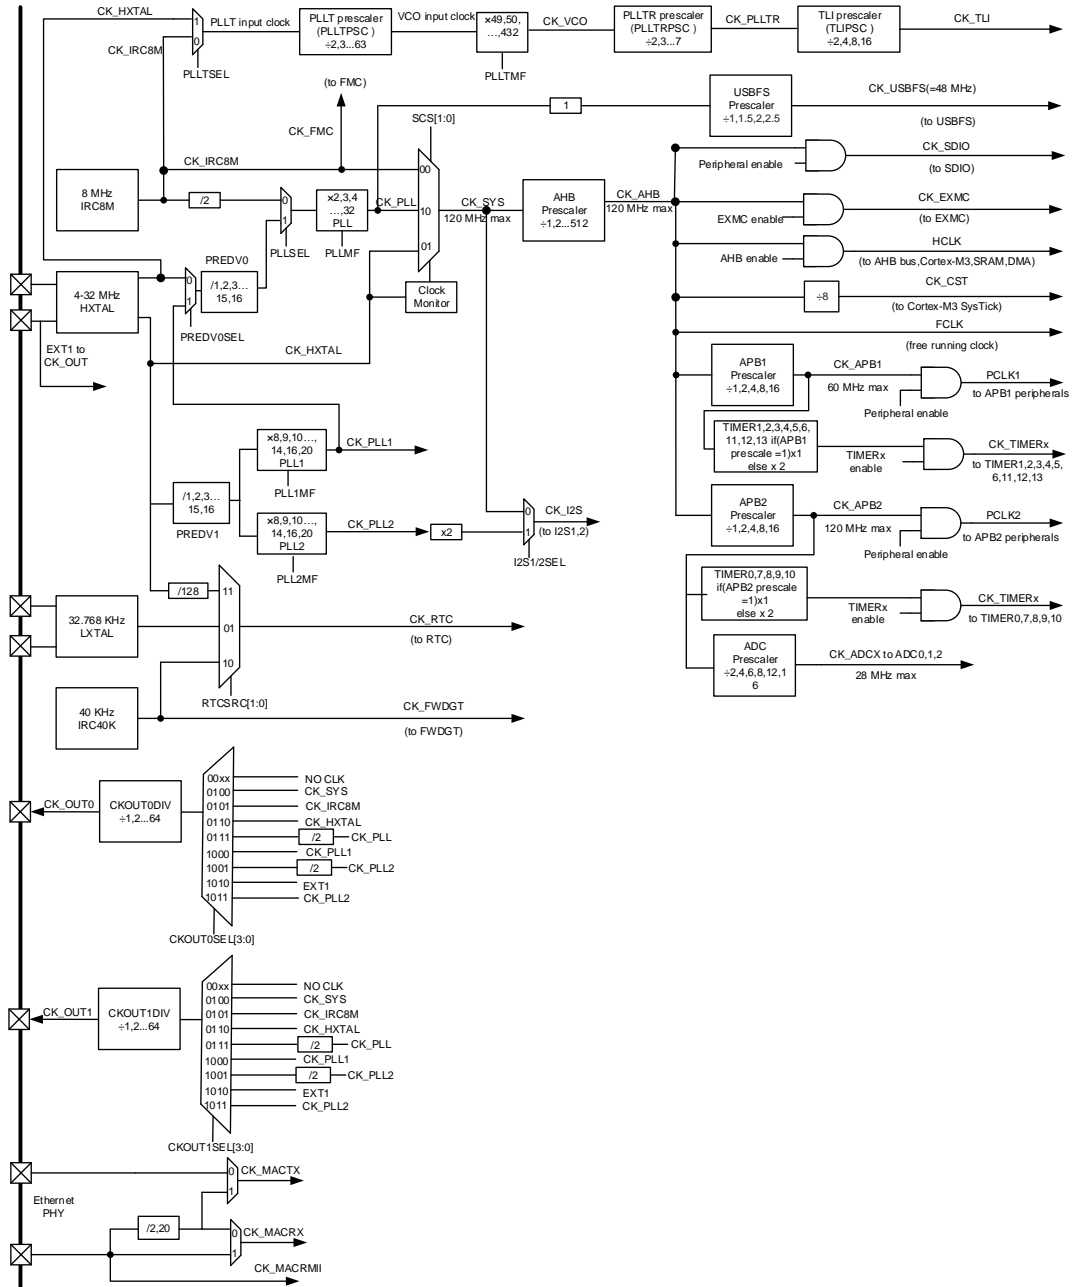 CK_HXTAL
1
0
CK_IRC8M
PLLTSEL
PLLT input clock
PLLT prescaler
(PLLTPSC )
÷2,3...63
VCO input clock
×49,50,
…,432
PLLTMF
CK_VCO
PLLTR prescaler
(PLLTRPSC)
÷2,3...7
CK_PLLTR
TLI prescaler
(TLIPSC)
÷2,4,8,16
CK_TLI
(to FMC)
CK_FMC
1
USBFS
Prescaler
÷1,1.5,2,2.5
CK_USBFS(=48 MHz)
(to USBFS)
SCS[1:0]
CK_IRC8M
00
10
01
8 MHz
IRC8M
/2
0
1
PLLSEL
×2,3,4
…,32
PLL
PLLMF
CK_PLL
CK_SYS
120 MHz max
AHB
Prescaler
÷1,2...512
CK_AHB
120 MHz max
Peripheral enable
CK_SDIO
(to SDIO)
EXMC enable
CK_EXMC
(to EXMC)
AHB enable
HCLK
(to AHB bus,Cortex-M3,SRAM,DMA)
÷8
CK_CST
(to Cortex-M3 SysTick)
FCLK
(free running clock)
4-32 MHz
HXTAL
0
1
PREDV0SEL
PREDV0
/1,2,3…
15,16
Clock
Monitor
EXT1 to
CK_OUT
CK_HXTAL
APB1
Prescaler
÷1,2,4,8,16
CK_APB1
60 MHz max
Peripheral enable
PCLK1
to APB1 peripherals
TIMER1,2,3,4,5,6,
11,12,13 if(APB1
prescale =1)x1
else x 2
TIMERx
enable
CK_TIMERx
to TIMER1,2,3,4,5,
6,11,12,13
/1,2,3…
15,16
PREDV1
×8,9,10…,
14,16,20
PLL1
PLL1MF
CK_PLL1
×8,9,10…,
14,16,20
PLL2
PLL2MF
CK_PLL2
x2
0
1
I2S1/2SEL
CK_I2S
(to I2S1,2)
APB2
Prescaler
÷1,2,4,8,16
CK_APB2
120 MHz max
Peripheral enable
PCLK2
to APB2 peripherals
TIMER0,7,8,9,10
if(APB2 prescale
=1)x1
else x 2
TIMERx
enable
CK_TIMERx
to TIMER0,7,8,9,10
ADC
Prescaler
÷2,4,6,8,12,1
6
CK_ADCX to ADC0,1,2
28 MHz max
/128
11
01
10
RTCSRC[1:0]
32.768 KHz
LXTAL
CK_RTC
(to RTC)
40 KHz
IRC40K
CK_FWDGT
(to FWDGT)
CK_OUT0
CKOUT0DIV
÷1,2...64
00xx NO CLK
0100 CK_SYS
0101 CK_IRC8M
0110 CK_HXTAL
0111 /2 CK_PLL
1000 CK_PLL1
1001 /2 CK_PLL2
1010 EXT1
1011 CK_PLL2
CKOUT0SEL[3:0]
CK_OUT1
CKOUT1DIV
÷1,2...64
00xx NO CLK
0100 CK_SYS
0101 CK_IRC8M
0110 CK_HXTAL
0111 /2 CK_PLL
1000 CK_PLL1
1001 /2 CK_PLL2
1010 EXT1
1011 CK_PLL2
CKOUT1SEL[3:0]
0
1
CK_MACTX
Ethernet
PHY
/2,20
0
1
CK_MACRX
CK_MACRMII